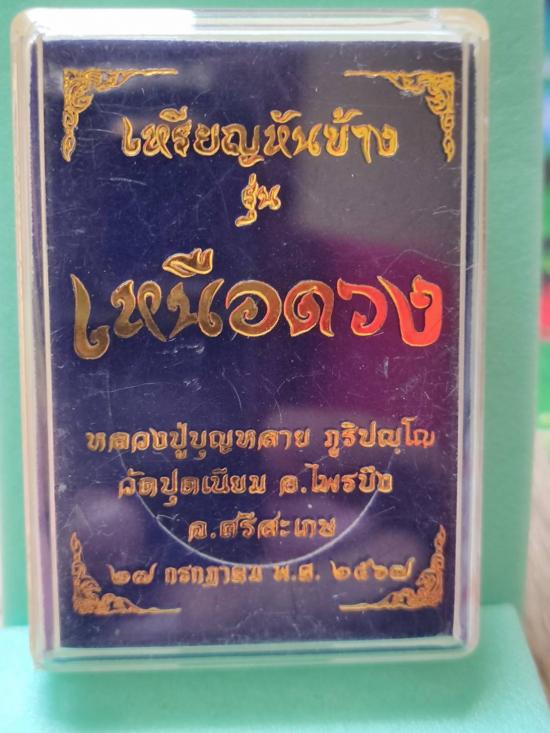 เหรียญหันข้าง
รุ่น
เหนือดวง
หลวงปู่บุญหลาย ภูริปญฺโญ
วัดปุดเนียม อ.ไพรบึง
จ.ศรีสะเกษ
๒๗ กรกฎาคม พ.ศ. ๒๕๖๗